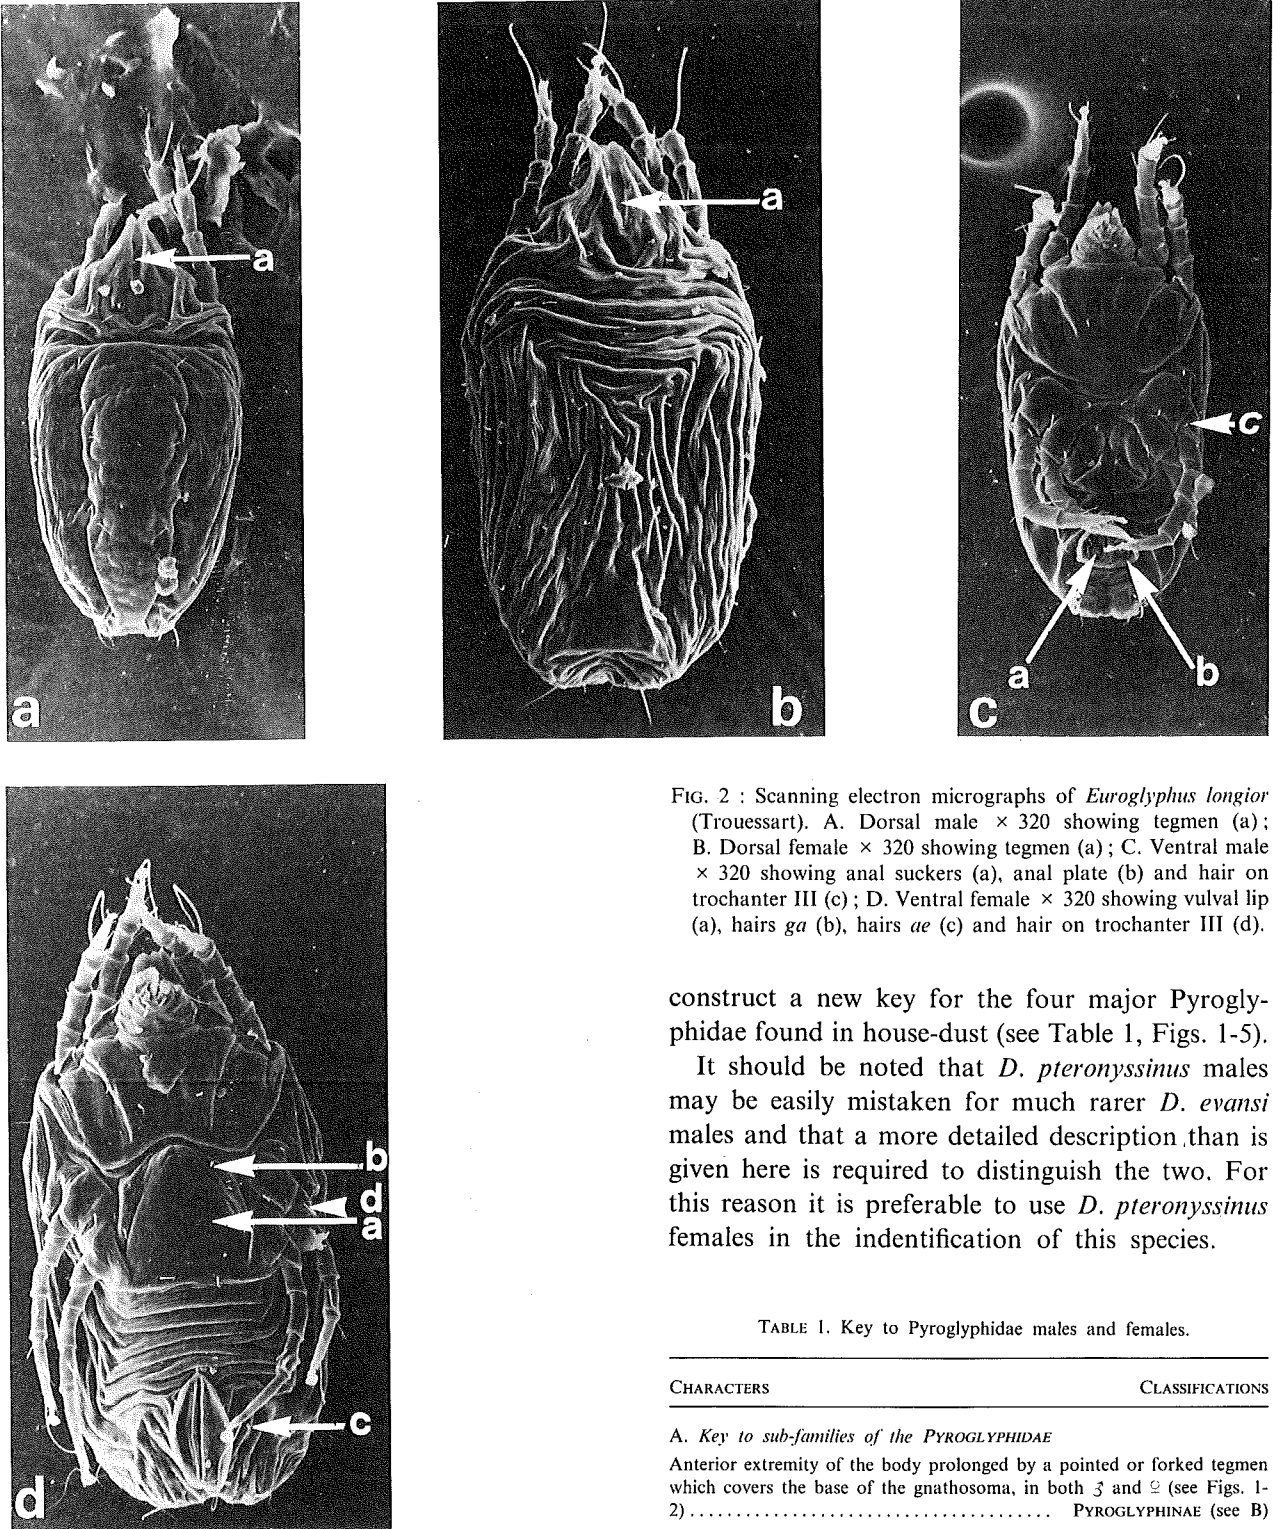 a
a
a
b
c
a
b
c
b
d
a
c
d
FIG. 2 : Scanning electron micrographs of Euroglyphus longior
(Trouessart). A. Dorsal male × 320 showing tegmen (a) ;
B. Dorsal female × 320 showing tegmen (a) ; C. Ventral male
× 320 showing anal suckers (a), anal plate (b) and hair on
trochanter III (c) ; D. Ventral female × 320 showing vulval lip
(a), hairs ga (b), hairs ae (c) and hair on trochanter III (d).
construct a new key for the four major Pyrogly-
phidae found in house-dust (see Table 1, Figs. 1-5).
It should be noted that D. pteronyssinus males
may be easily mistaken for much rarer D. evansi
males and that a more detailed description than is
given here is required to distinguish the two. For
this reason it is preferable to use D. pteronyssinus
females in the indentification of this species.
TABLE 1. Key to Pyroglyphidae males and females.
CHARACTERS CLASSIFICATIONS
A. Key to sub-families of the PYROGLYPHIDAE
Anterior extremity of the body prolonged by a pointed or forked tegmen
which covers the base of the gnathosoma, in both ♂ and ♀ (see Figs. 1-
2)..................................... PYROGLYPHINAE (see B)